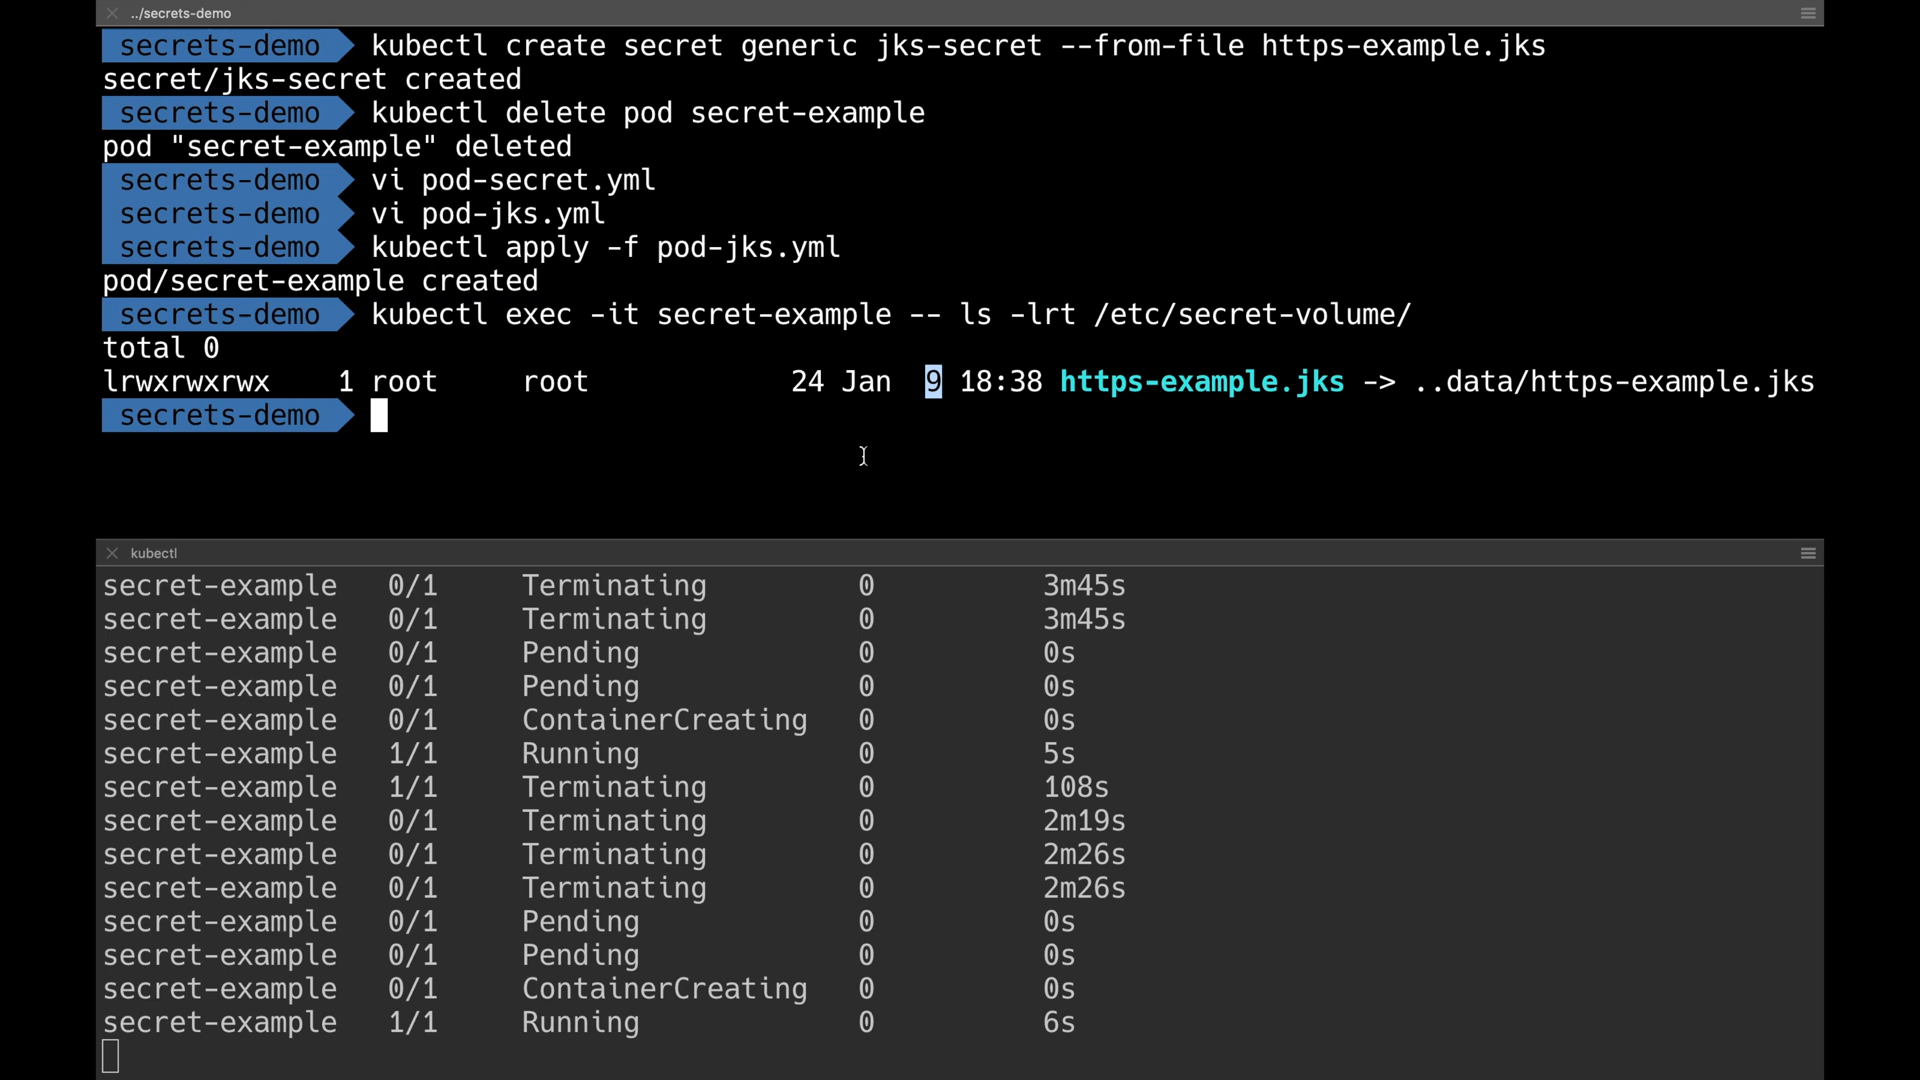 ../secrets-demo
secrets-demo kubectl create secret generic jks-secret --from-file https-example.jks
secret/jks-secret created
secrets-demo kubectl delete pod secret-example
pod "secret-example" deleted
secrets-demo vi pod-secret.yml
secrets-demo vi pod-jks.yml
secrets-demo kubectl apply -f pod-jks.yml
pod/secret-example created
secrets-demo kubectl exec -it secret-example -- ls -lrt /etc/secret-volume/
total 0
lrwxrwxrwx 1 root root 24 Jan 9 18:38 https-example.jks -> ..data/https-example.jks
secrets-demo
kubectl
secret-example 0/1 Terminating 0 3m45s
secret-example 0/1 Terminating 0 3m45s
secret-example 0/1 Pending 0 0s
secret-example 0/1 Pending 0 0s
secret-example 0/1 ContainerCreating 0 0s
secret-example 1/1 Running 0 5s
secret-example 1/1 Terminating 0 108s
secret-example 0/1 Terminating 0 2m19s
secret-example 0/1 Terminating 0 2m26s
secret-example 0/1 Terminating 0 2m26s
secret-example 0/1 Pending 0 0s
secret-example 0/1 Pending 0 0s
secret-example 0/1 ContainerCreating 0 0s
secret-example 1/1 Running 0 6s